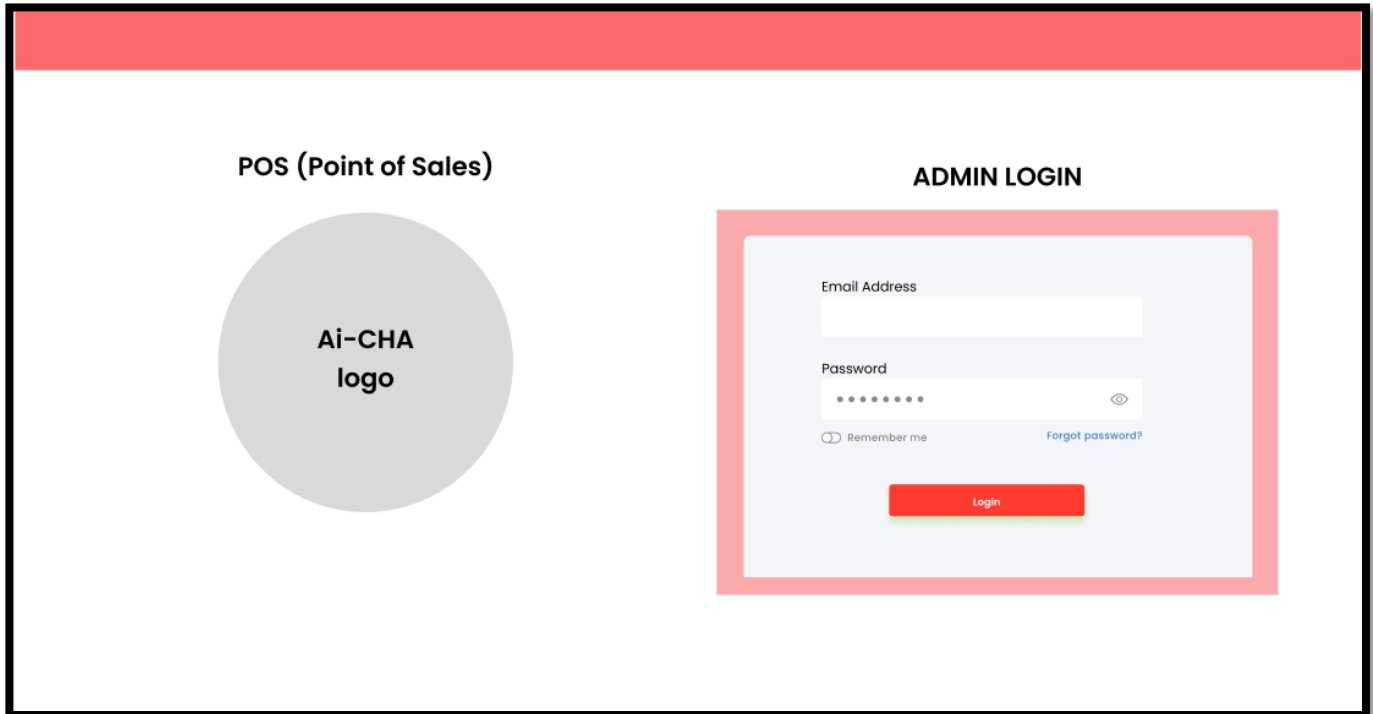 POS (Point of Sales)
Ai-CHA
logo
ADMIN LOGIN
Email Address
Password
Remember me
Forgot password?
Login